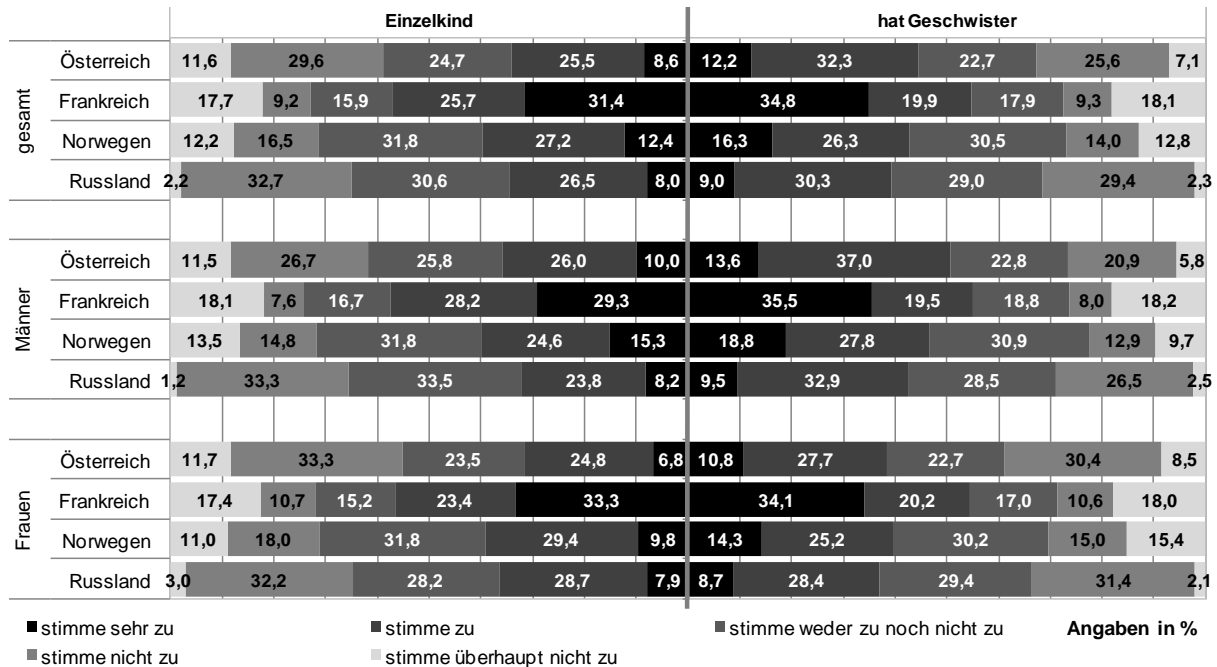 Einzelkind hat Geschwister
gesamt
Österreich 11,6 29,6 24,7 25,5 8,6 12,2 32,3 22,7 25,6 7,1
Frankreich 17,7 9,2 15,9 25,7 31,4 34,8 19,9 17,9 9,3 18,1
Norwegen 12,2 16,5 31,8 27,2 12,4 16,3 26,3 30,5 14,0 12,8
Russland 2,2 32,7 30,6 26,5 8,0 9,0 30,3 29,0 29,4 2,3
Männer
Österreich 11,5 26,7 25,8 26,0 10,0 13,6 37,0 22,8 20,9 5,8
Frankreich 18,1 7,6 16,7 28,2 29,3 35,5 19,5 18,8 8,0 18,2
Norwegen 13,5 14,8 31,8 24,6 15,3 18,8 27,8 30,9 12,9 9,7
Russland 1,2 33,3 33,5 23,8 8,2 9,5 32,9 28,5 26,5 2,5
Frauen
Österreich 11,7 33,3 23,5 24,8 6,8 10,8 27,7 22,7 30,4 8,5
Frankreich 17,4 10,7 15,2 23,4 33,3 34,1 20,2 17,0 10,6 18,0
Norwegen 11,0 18,0 31,8 29,4 9,8 14,3 25,2 30,2 15,0 15,4
Russland 3,0 32,2 28,2 28,7 7,9 8,7 28,4 29,4 31,4 2,1
stimme sehr zu stimme zu stimme weder zu noch nicht zu Angaben in %
stimme nicht zu stimme überhaupt nicht zu